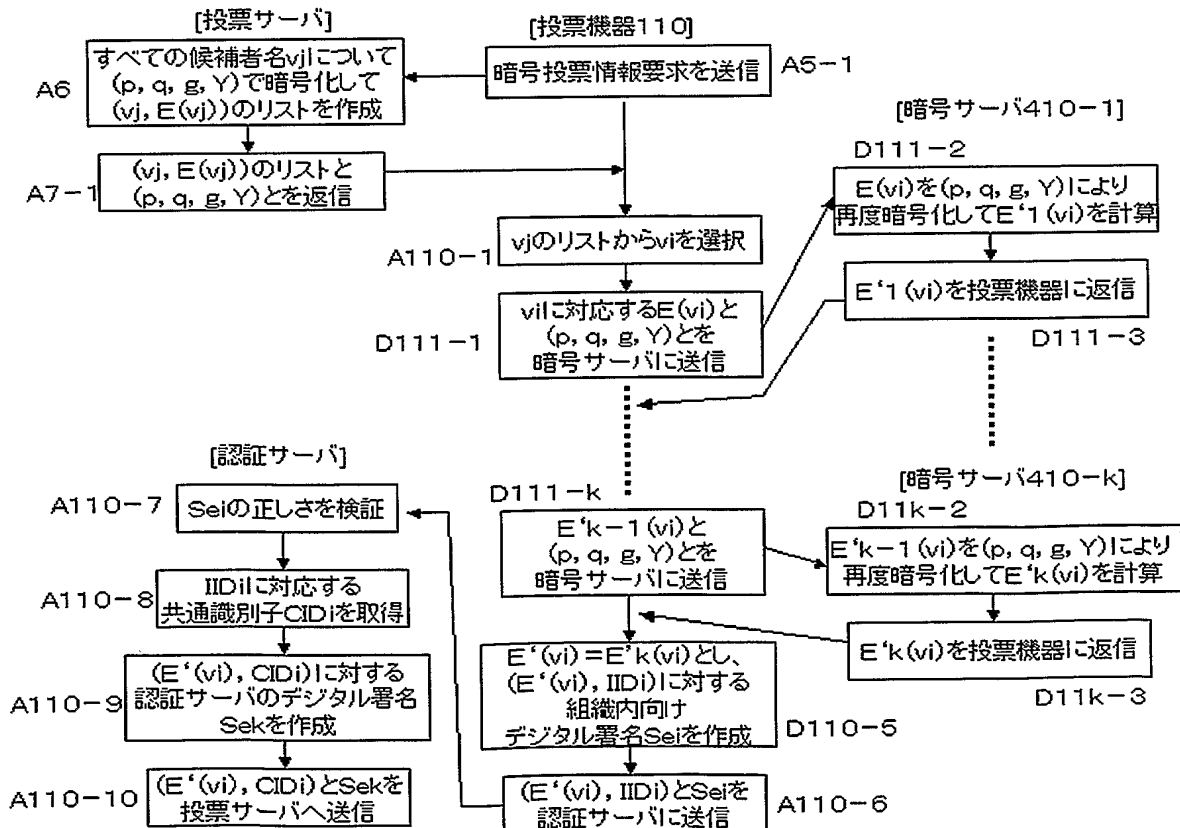 [投票サーバ]
すべての候補者名vjについて
(p, q, g, Y)で暗号化して
(vj, E(vj))のリストを作成
A6
(vj, E(vj))のリストと
(p, q, g, Y)とを返信
A7-1
[投票機器110]
暗号投票情報要求を送信
A5-1
vjのリストからviを選択
A110-1
viに対応するE(vi)と
(p, q, g, Y)とを
暗号サーバに送信
D111-1
[暗号サーバ410-1]
D111-2
E(vi)を(p, q, g, Y)により
再度暗号化してE‘1(vi)を計算
E‘1(vi)を投票機器に返信
D111-3
D111-k
E‘k-1(vi)と
(p, q, g, Y)とを
暗号サーバに送信
[暗号サーバ410-k]
D11k-2
E‘k-1(vi)を(p, q, g, Y)により
再度暗号化してE‘k(vi)を計算
E‘k(vi)を投票機器に返信
D11k-3
E‘(vi)=E‘k(vi)とし、
(E‘(vi), IIDi)に対する
組織内向け
デジタル署名Seiを作成
D110-5
(E‘(vi), IIDi)とSeiを
認証サーバに送信
A110-6
[認証サーバ]
A110-7
Seiの正しさを検証
A110-8
IIDiに対応する
共通識別子CIDiを取得
A110-9
(E‘(vi), CIDi)に対する
認証サーバのデジタル署名
Sekを作成
A110-10
(E‘(vi), CIDi)とSekを
投票サーバへ送信